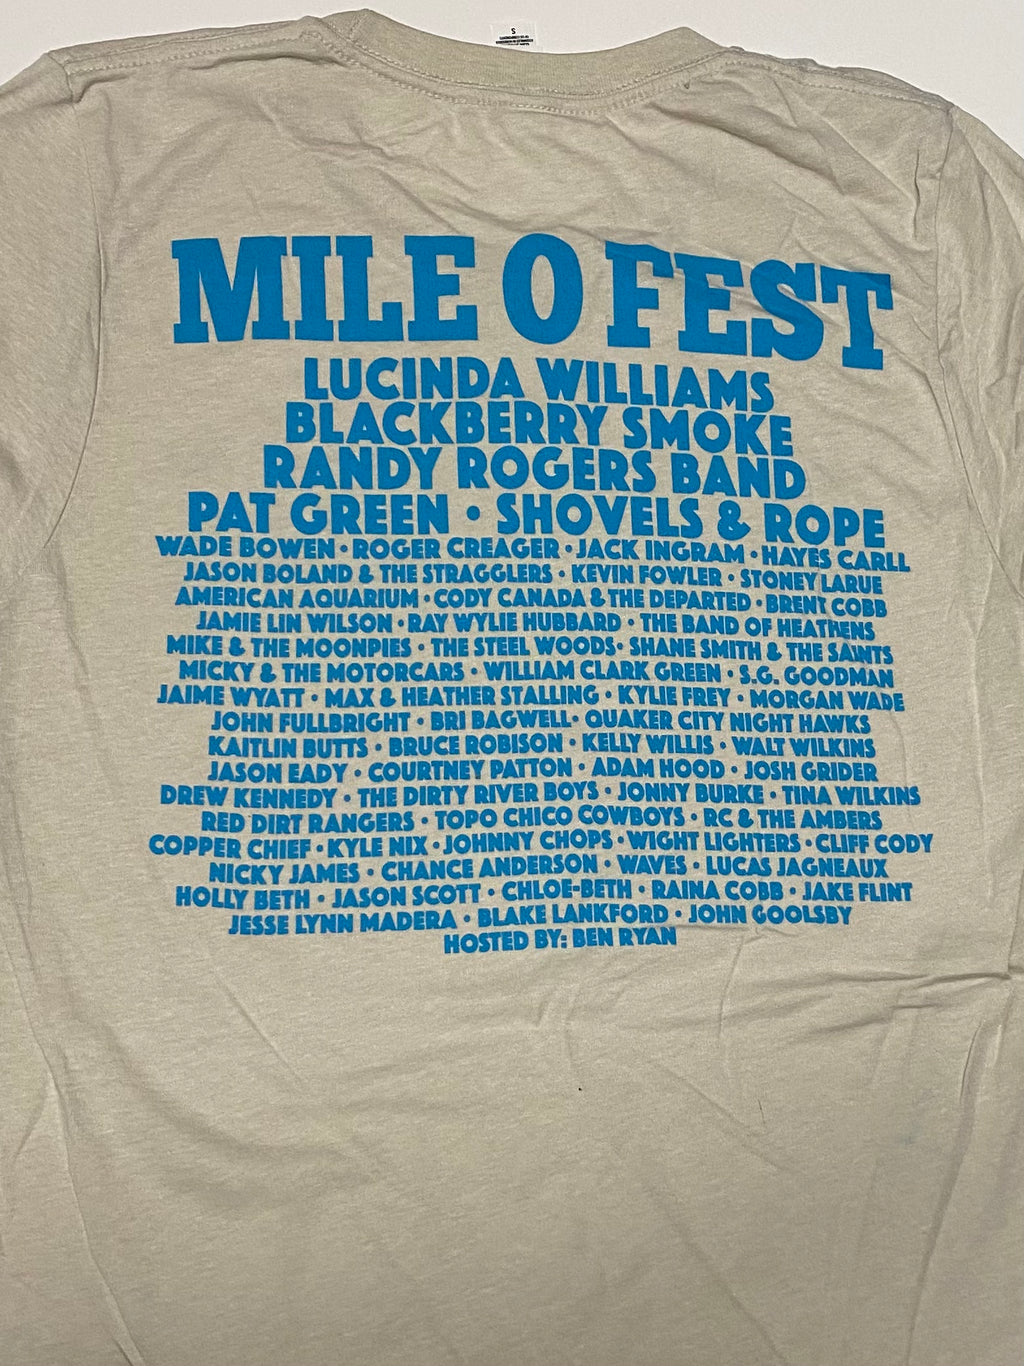 S
MILE 0 FEST
LUCINDA WILLIAMS
BLACKBERRY SMOKE
RANDY ROGERS BAND
PAT GREEN • SHOVELS & ROPE
WADE BOWEN • ROGER CREAGER • JACK INGRAM • HAYES CARLL
JASON BOLAND & THE STRAGGLERS • KEVIN FOWLER • STONEY LARUE
AMERICAN AQUARIUM • CODY CANADA & THE DEPARTED • BRENT COBB
JAMIE LIN WILSON • RAY WYLIE HUBBARD • THE BAND OF HEATHENS
MIKE & THE MOONPIES • THE STEEL WOODS • SHANE SMITH & THE SAINTS
MICKY & THE MOTORCARS • WILLIAM CLARK GREEN • S.G. GOODMAN
JAIME WYATT • MAX & HEATHER STALLING • KYLIE FREY • MORGAN WADE
JOHN FULLBRIGHT • BRI BAGWELL • QUAKER CITY NIGHT HAWKS
KAITLIN BUTTS • BRUCE ROBISON • KELLY WILLIS • WALT WILKINS
JASON EADY • COURTNEY PATTON • ADAM HOOD • JOSH GRIDER
DREW KENNEDY • THE DIRTY RIVER BOYS • JONNY BURKE • TINA WILKINS
RED DIRT RANGERS • TOPO CHICO COWBOYS • RC & THE AMBERS
COPPER CHIEF • KYLE NIX • JOHNNY CHOPS • WIGHT LIGHTERS • CLIFF CODY
NICKY JAMES • CHANCE ANDERSON • WAVES • LUCAS JAGNEAUX
HOLLY BETH • JASON SCOTT • CHLOE-BETH • RAINA COBB • JAKE FLINT
JESSE LYNN MADERA • BLAKE LANKFORD • JOHN GOOLSBY
HOSTED BY: BEN RYAN